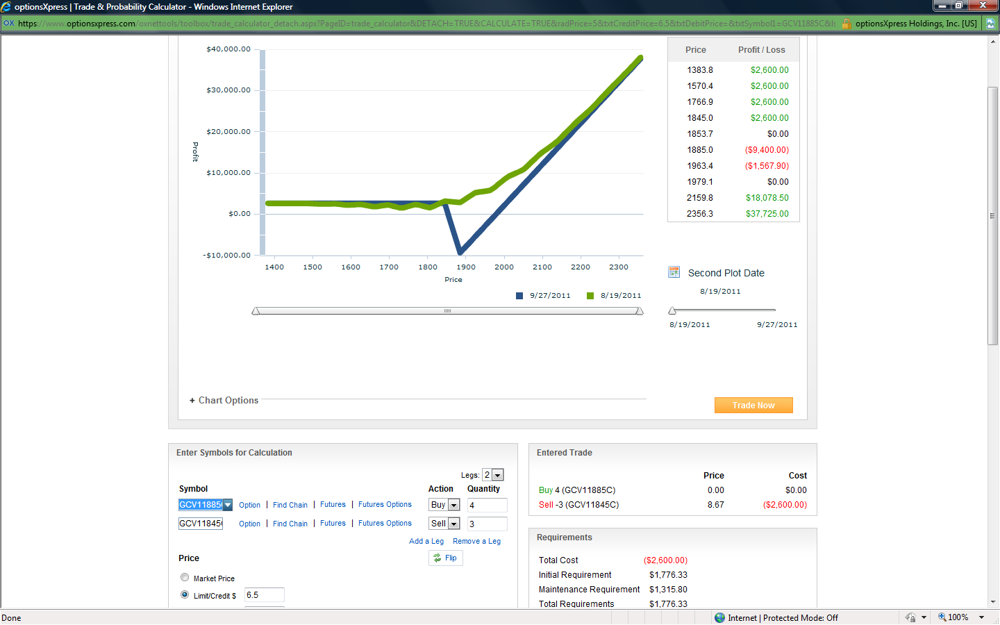 optionsXpress | Trade & Probability Calculator - Windows Internet Explorer
https://www.optionsxpress.com/oxnettools/toolbox/trade_calculator_detach.aspx?PageID=trade_calculator&DETACH=TRUE&CALCULATE=TRUE&radPrice=5&txtCreditPrice=6.5&txtDebitPrice=&txtSymbol1=GCV11885C&ls
optionsXpress Holdings, Inc. [US]
$40,000.00
$30,000.00
$20,000.00
$10,000.00
$0.00
-$10,000.00
Profit
1400 1500 1600 1700 1800 1900 2000 2100 2200 2300
Price
9/27/2011 8/19/2011
Price Profit / Loss
1383.8 $2,600.00
1570.4 $2,600.00
1766.9 $2,600.00
1845.0 $2,600.00
1853.7 $0.00
1885.0 ($9,400.00)
1963.4 ($1,567.90)
1979.1 $0.00
2159.8 $18,078.50
2356.3 $37,725.00
Second Plot Date
8/19/2011
8/19/2011 9/27/2011
+ Chart Options
Trade Now
Enter Symbols for Calculation
Legs: 2
Symbol Action Quantity
GCV11885 Option | Find Chain | Futures | Futures Options Buy 4
GCV11845 Option | Find Chain | Futures | Futures Options Sell 3
Add a Leg Remove a Leg
Price Flip
Market Price
Limit/Credit $ 6.5
Entered Trade
Price Cost
Buy 4 (GCV11885C) 0.00 $0.00
Sell -3 (GCV11845C) 8.67 ($2,600.00)
Requirements
Total Cost ($2,600.00)
Initial Requirement $1,776.33
Maintenance Requirement $1,315.80
Total Requirements $1,776.33
Done
Internet | Protected Mode: Off
100%